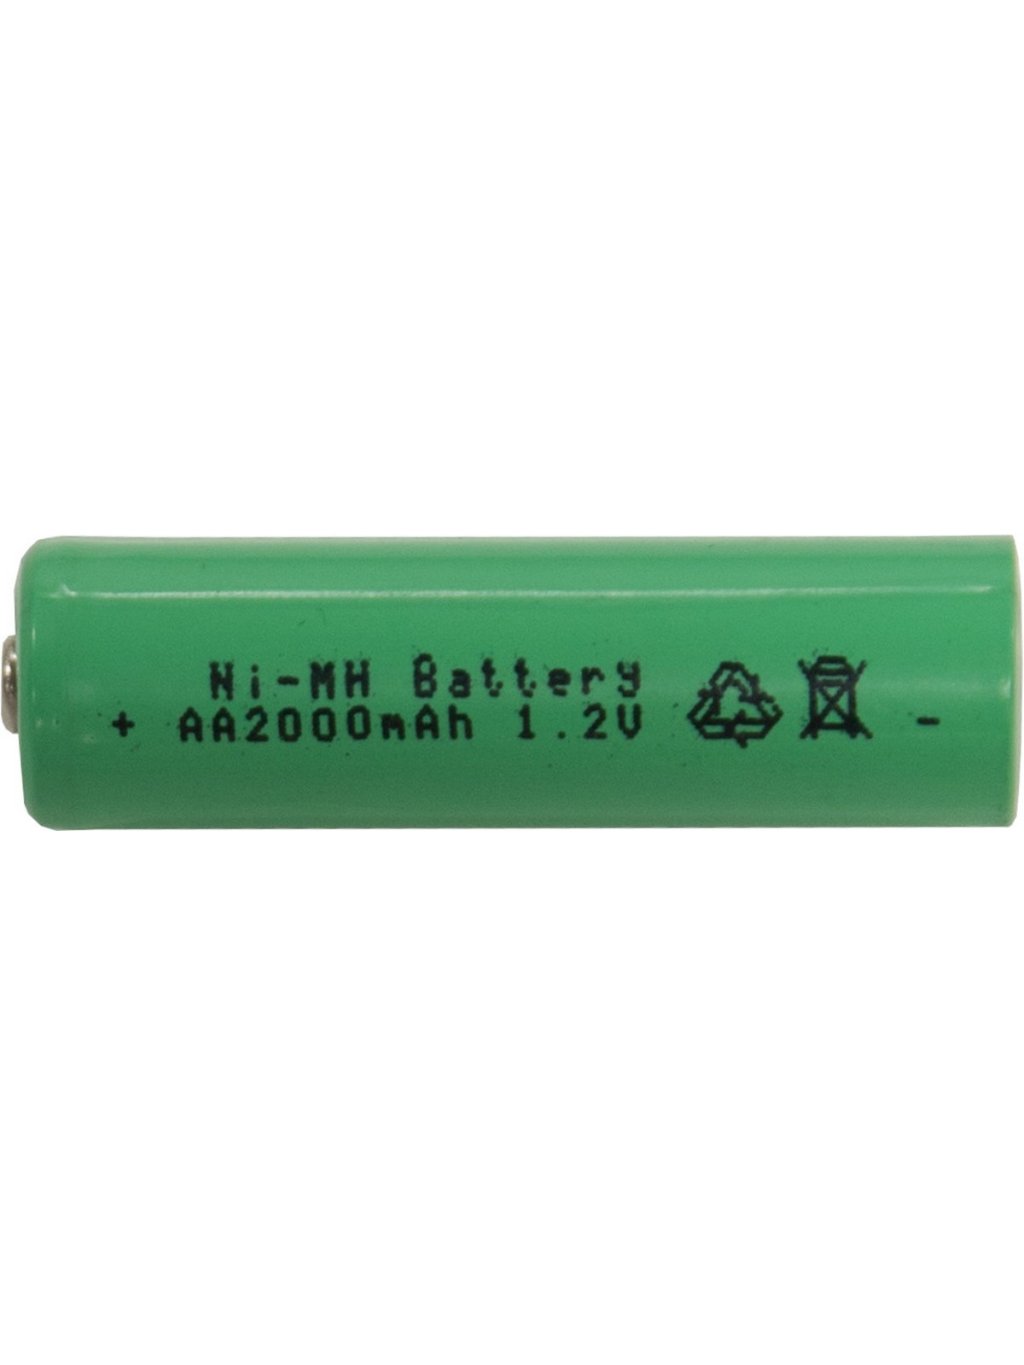 Ni-MH Battery
+ AA2000mAh 1.2V -